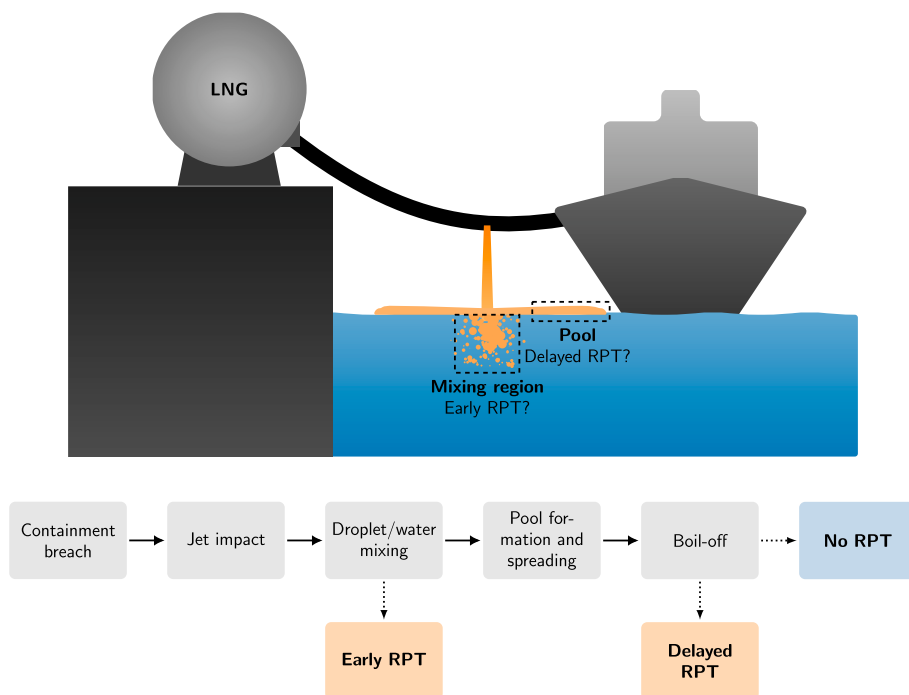 LNG
Pool
Delayed RPT?
Mixing region
Early RPT?
Containment
breach
Jet impact
Droplet/water
mixing
Pool for-
mation and
spreading
Boil-off
No RPT
Early RPT
Delayed
RPT